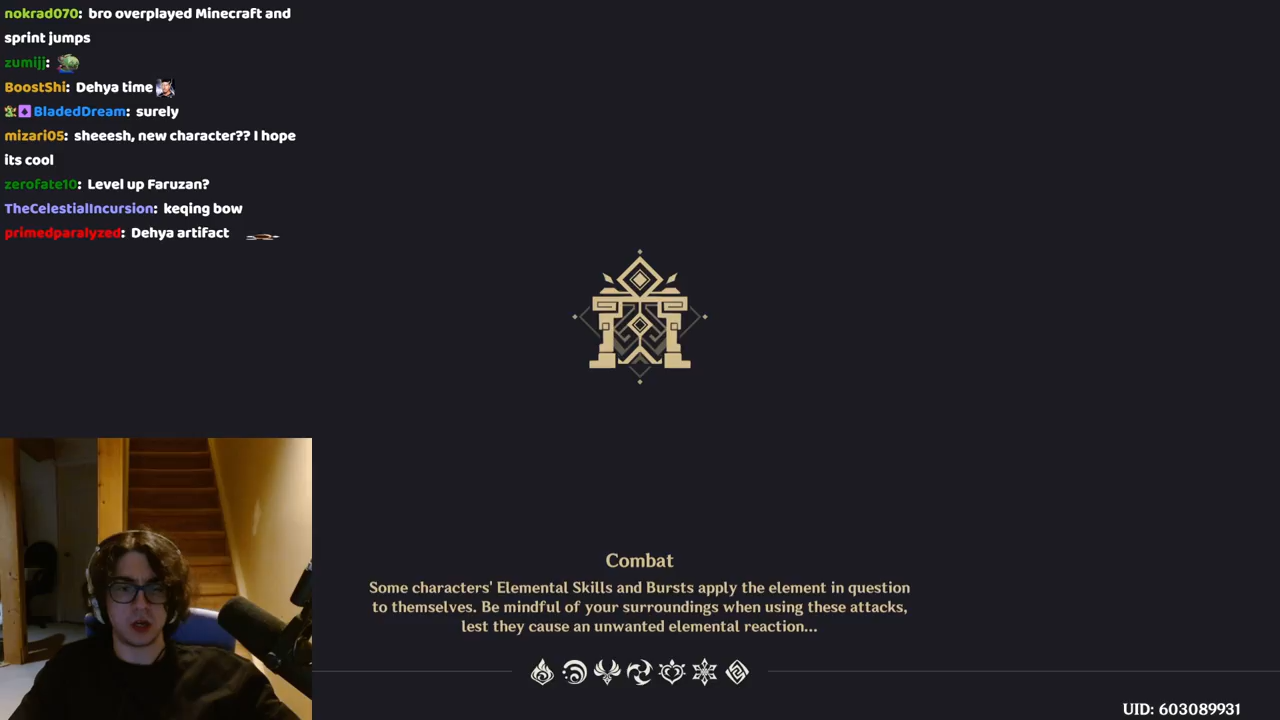 nokrad070: bro overplayed Minecraft and
sprint jumps
zumijj:
BoostShi: Dehya time
BladedDream: surely
mizari05: sheeesh, new character?? I hope
its cool
zerofate10: Level up Faruzan?
TheCelestialIncursion: keqing bow
primedparalyzed: Dehya artifact
Combat
Some characters' Elemental Skills and Bursts apply the element in question
to themselves. Be mindful of your surroundings when using these attacks,
lest they cause an unwanted elemental reaction...
UID: 603089931